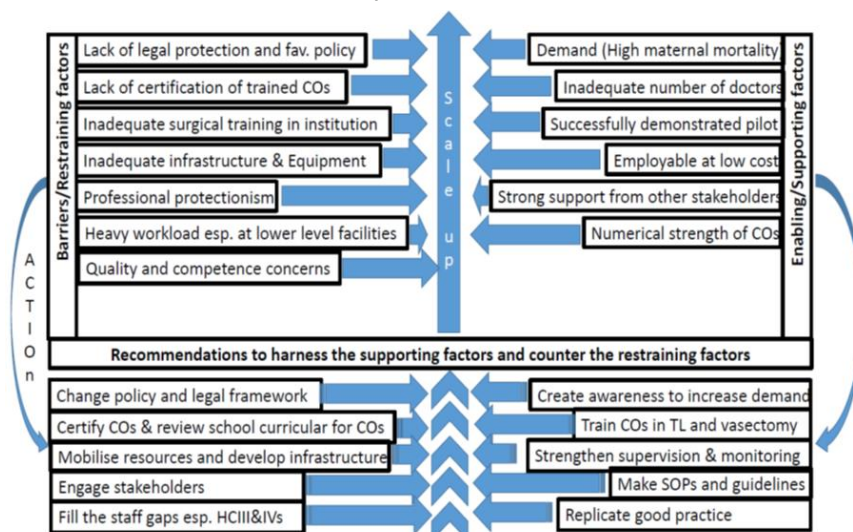 Barriers/Restraining factors
Lack of legal protection and fav. policy
Lack of certification of trained COs
Inadequate surgical training in institution
Inadequate infrastructure & Equipment
Professional protectionism
Heavy workload esp. at lower level facilities
Quality and competence concerns
Scale up
Demand (High maternal mortality)
Inadequate number of doctors
Successfully demonstrated pilot
Employable at low cost
Strong support from other stakeholders
Numerical strength of COs
Enabling/Supporting factors
ACTIOn
Recommendations to harness the supporting factors and counter the restraining factors
Change policy and legal framework
Certify COs & review school curricular for COs
Mobilise resources and develop infrastructure
Engage stakeholders
Fill the staff gaps esp. HCIII&IVs
Create awareness to increase demand
Train COs in TL and vasectomy
Strengthen supervision & monitoring
Make SOPs and guidelines
Replicate good practice